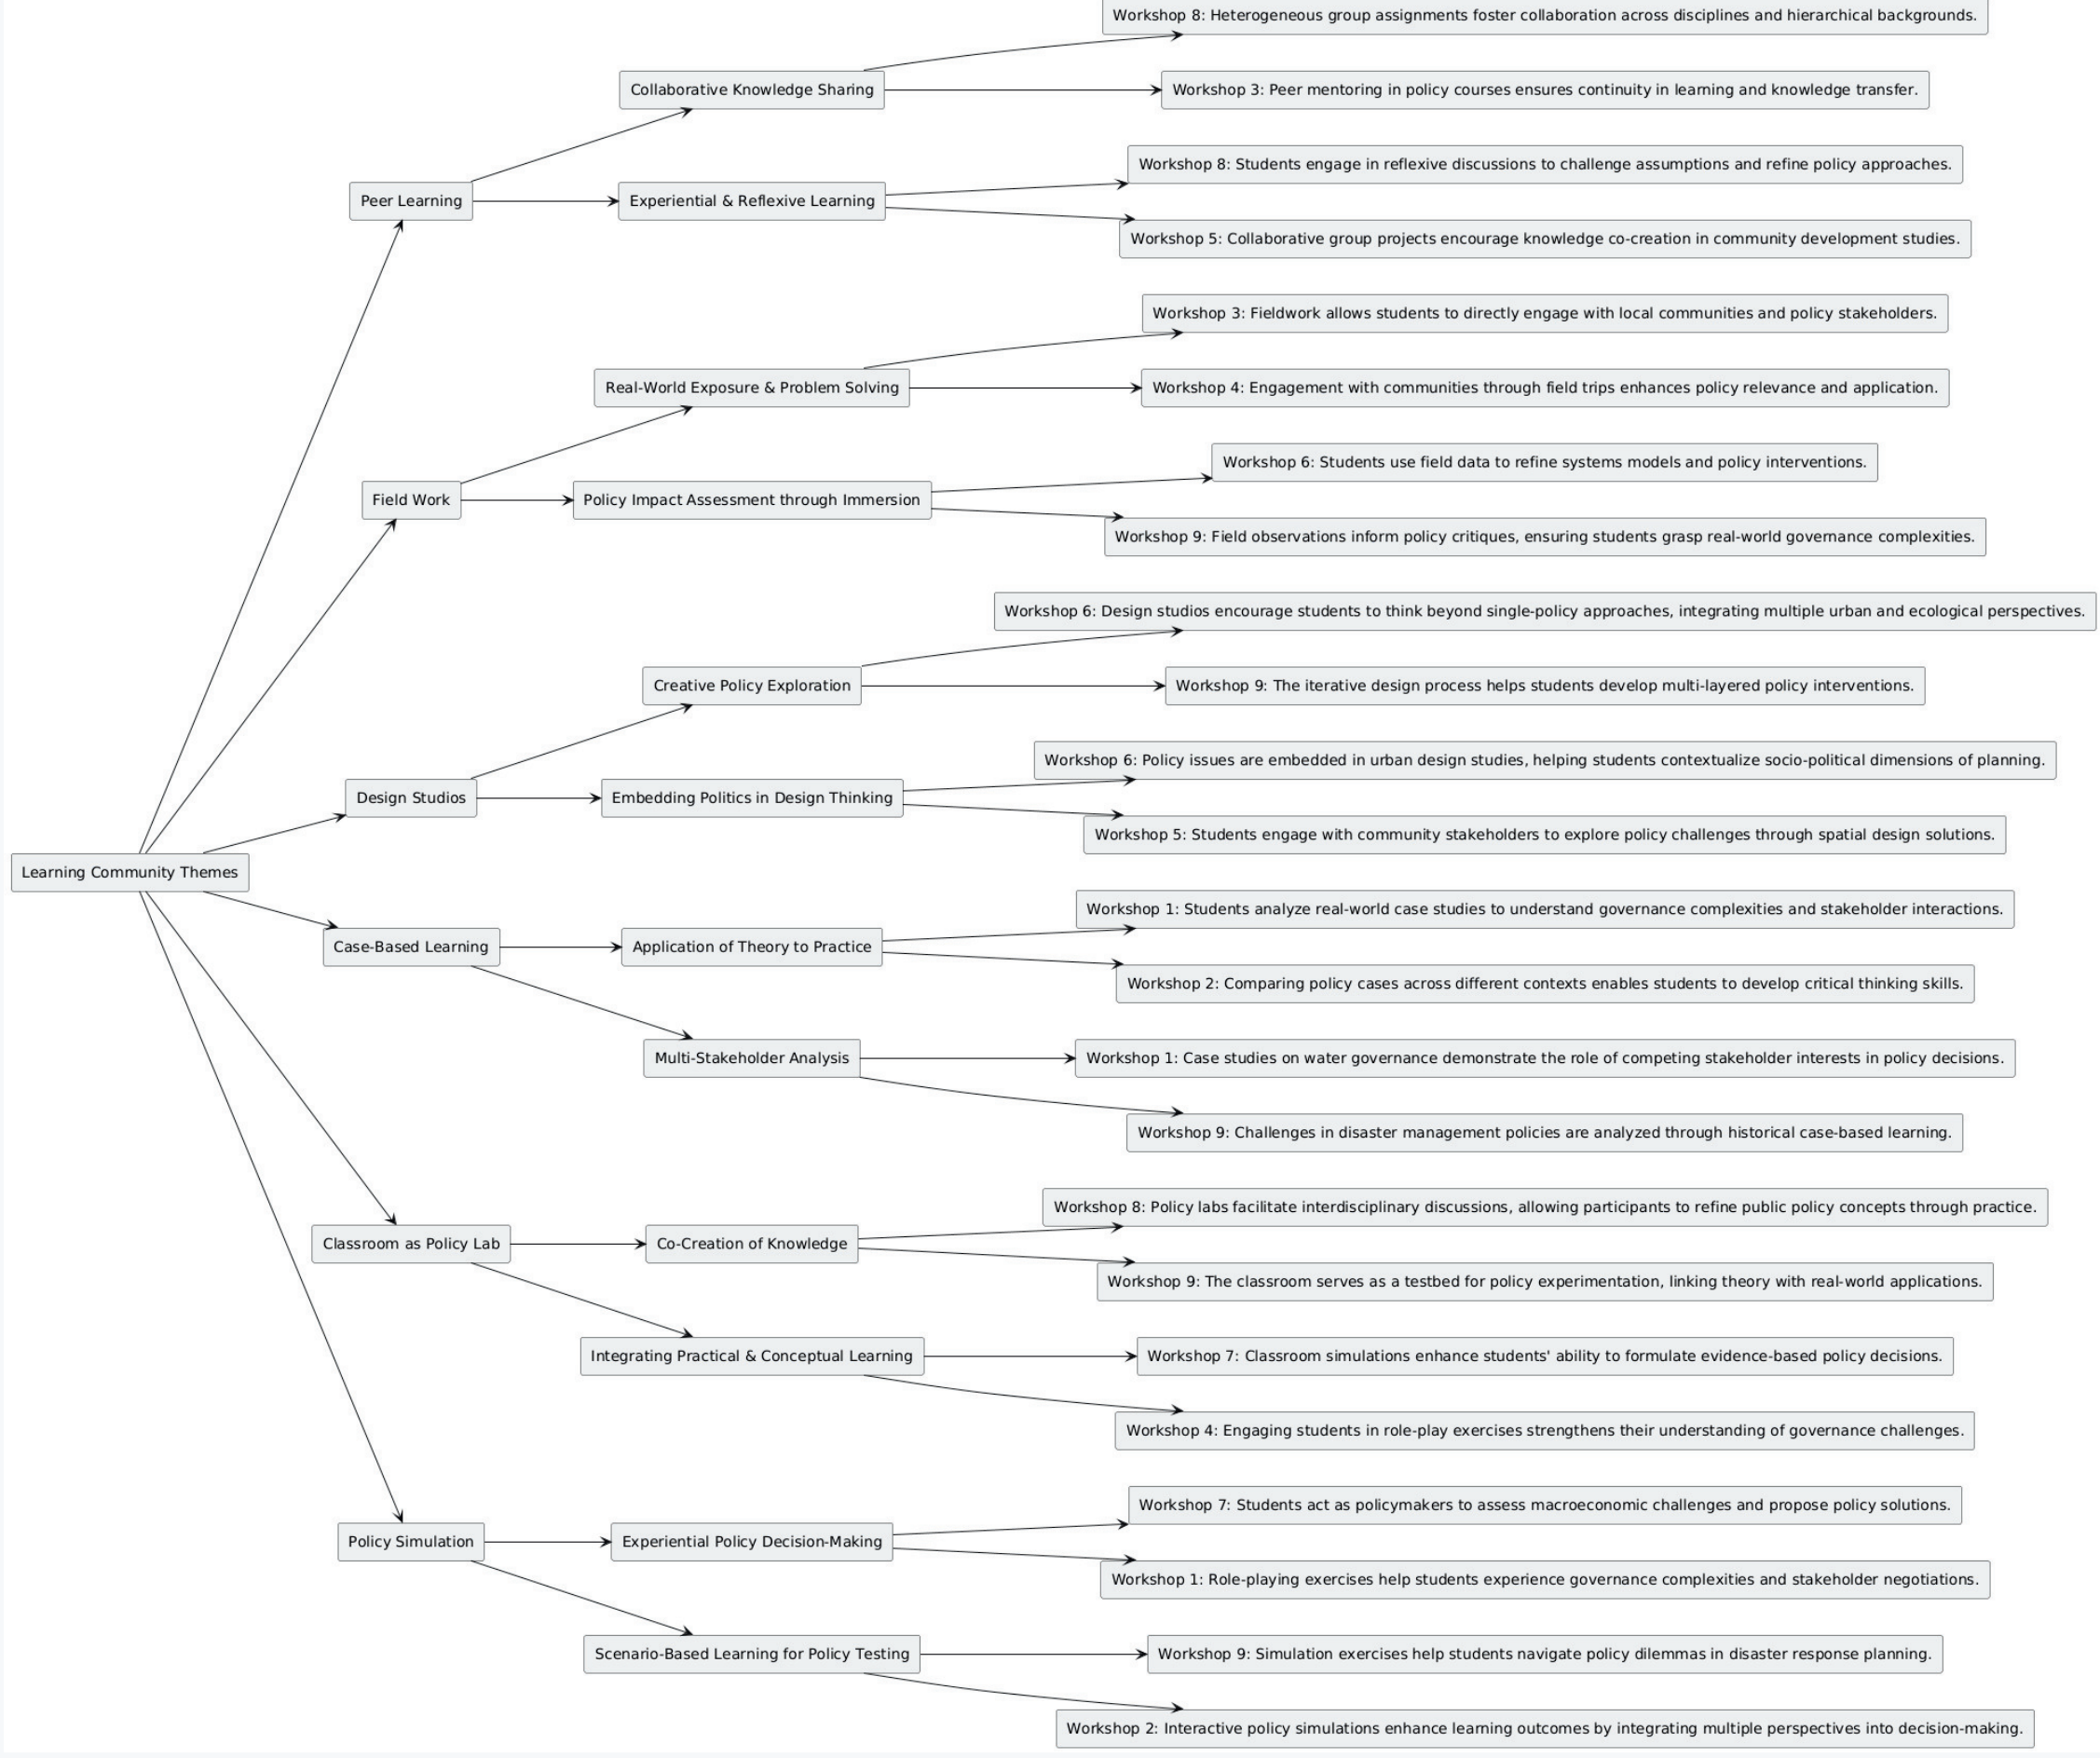 Workshop 8: Heterogeneous group assignments foster collaboration across disciplines and hierarchical backgrounds.
Collaborative Knowledge Sharing
Workshop 3: Peer mentoring in policy courses ensures continuity in learning and knowledge transfer.
Workshop 8: Students engage in reflexive discussions to challenge assumptions and refine policy approaches.
Peer Learning
Experiential & Reflexive Learning
Workshop 5: Collaborative group projects encourage knowledge co-creation in community development studies.
Workshop 3: Fieldwork allows students to directly engage with local communities and policy stakeholders.
Real-World Exposure & Problem Solving
Workshop 4: Engagement with communities through field trips enhances policy relevance and application.
Workshop 6: Students use field data to refine systems models and policy interventions.
Field Work
Policy Impact Assessment through Immersion
Workshop 9: Field observations inform policy critiques, ensuring students grasp real-world governance complexities.
Workshop 6: Design studios encourage students to think beyond single-policy approaches, integrating multiple urban and ecological perspectives.
Creative Policy Exploration
Workshop 9: The iterative design process helps students develop multi-layered policy interventions.
Workshop 6: Policy issues are embedded in urban design studies, helping students contextualize socio-political dimensions of planning.
Design Studios
Embedding Politics in Design Thinking
Workshop 5: Students engage with community stakeholders to explore policy challenges through spatial design solutions.
Learning Community Themes
Workshop 1: Students analyze real-world case studies to understand governance complexities and stakeholder interactions.
Case-Based Learning
Application of Theory to Practice
Workshop 2: Comparing policy cases across different contexts enables students to develop critical thinking skills.
Multi-Stakeholder Analysis
Workshop 1: Case studies on water governance demonstrate the role of competing stakeholder interests in policy decisions.
Workshop 9: Challenges in disaster management policies are analyzed through historical case-based learning.
Workshop 8: Policy labs facilitate interdisciplinary discussions, allowing participants to refine public policy concepts through practice.
Classroom as Policy Lab
Co-Creation of Knowledge
Workshop 9: The classroom serves as a testbed for policy experimentation, linking theory with real-world applications.
Integrating Practical & Conceptual Learning
Workshop 7: Classroom simulations enhance students' ability to formulate evidence-based policy decisions.
Workshop 4: Engaging students in role-play exercises strengthens their understanding of governance challenges.
Workshop 7: Students act as policymakers to assess macroeconomic challenges and propose policy solutions.
Policy Simulation
Experiential Policy Decision-Making
Workshop 1: Role-playing exercises help students experience governance complexities and stakeholder negotiations.
Scenario-Based Learning for Policy Testing
Workshop 9: Simulation exercises help students navigate policy dilemmas in disaster response planning.
Workshop 2: Interactive policy simulations enhance learning outcomes by integrating multiple perspectives into decision-making.